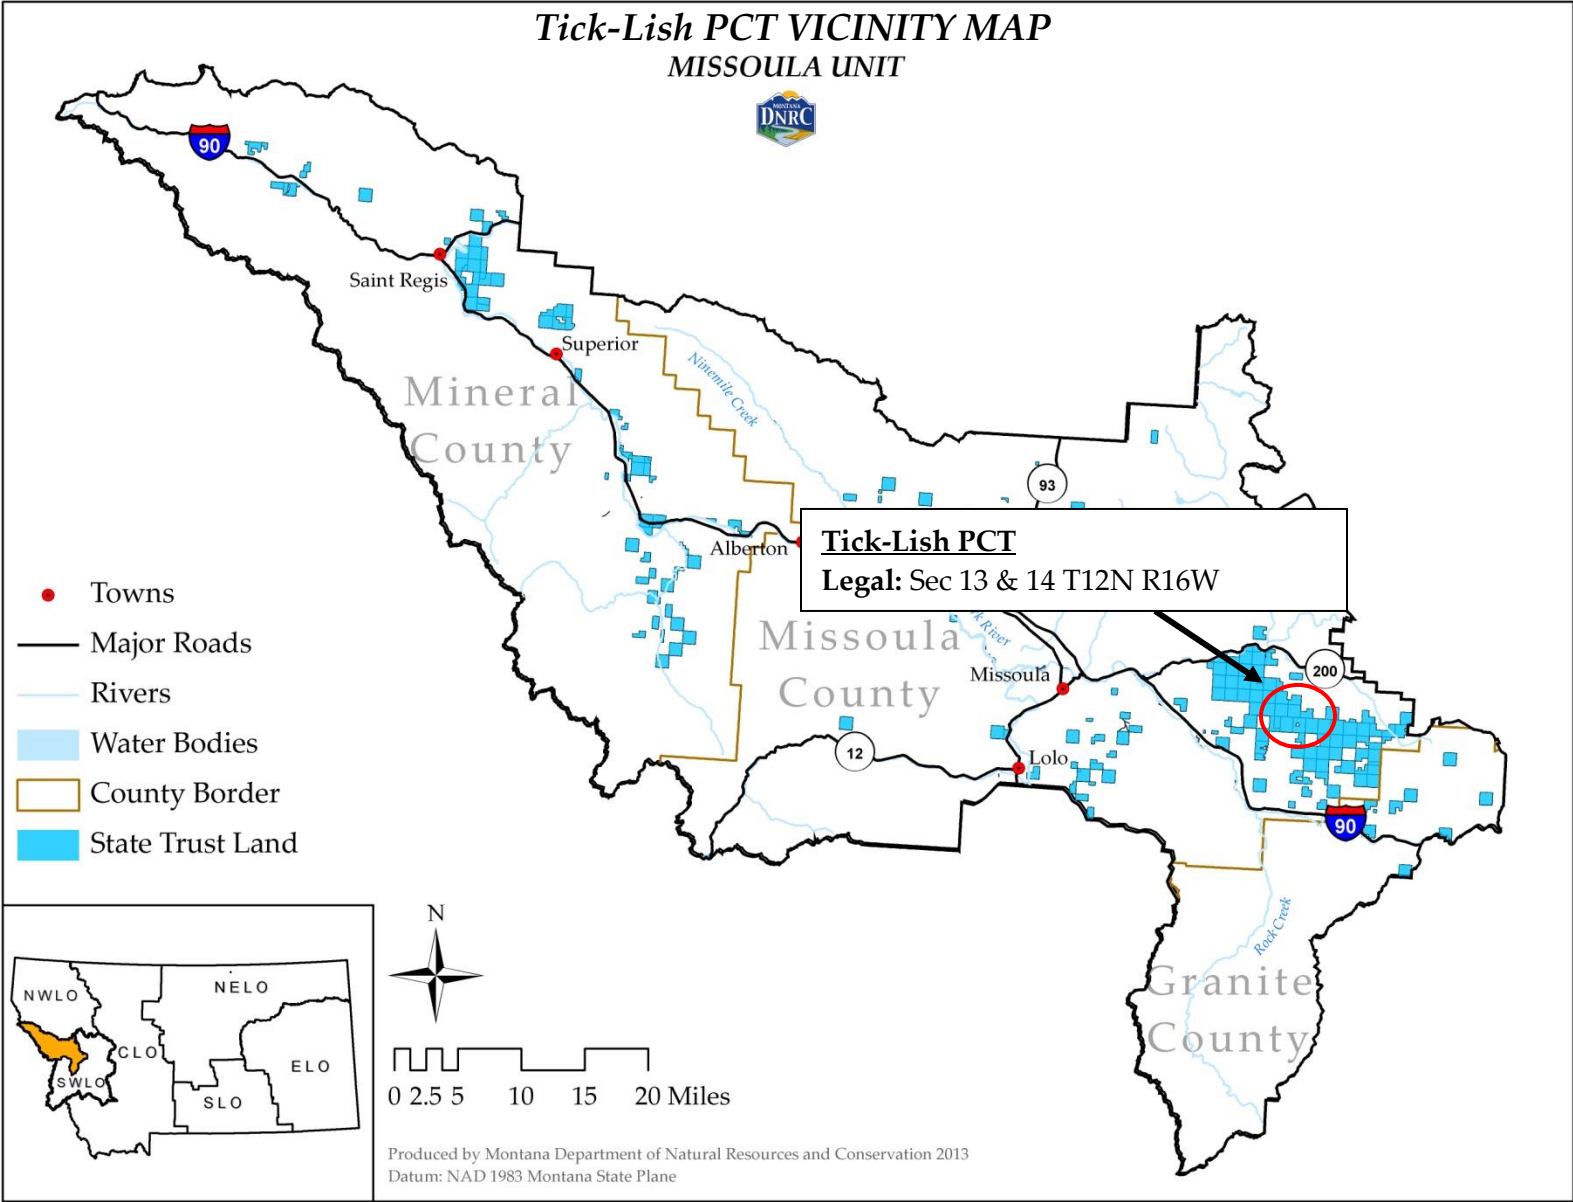 Tick-Lish PCT VICINITY MAP
MISSOULA UNIT
MONTANA
DNRC
90
Saint Regis
Superior
Ninemile Creek
Mineral
County
93
Tick-Lish PCT
Legal: Sec 13 & 14 T12N R16W
Alberton
River
Missoula
County
Missoula
200
12
Lolo
90
Rock Creek
Granite
County
Towns
Major Roads
Rivers
Water Bodies
County Border
State Trust Land
NWLO
NELO
CLO
ELO
SWLO
SLO
N
0 2.5 5 10 15 20 Miles
Produced by Montana Department of Natural Resources and Conservation 2013
Datum: NAD 1983 Montana State Plane